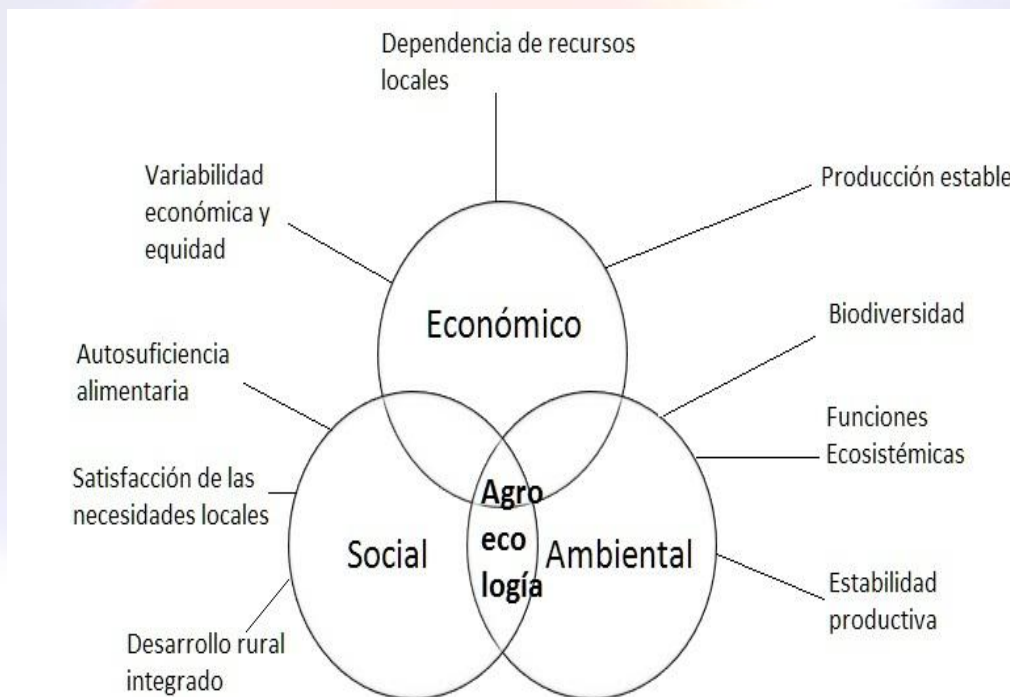 Dependencia de recursos
locales
Variabilidad
económica y
equidad
Producción estable
Económico
Biodiversidad
Autosuficiencia
alimentaria
Funciones
Ecosistémicas
Satisfacción de las
necesidades locales
Social
Agro
eco
logía
Ambiental
Estabilidad
productiva
Desarrollo rural
integrado